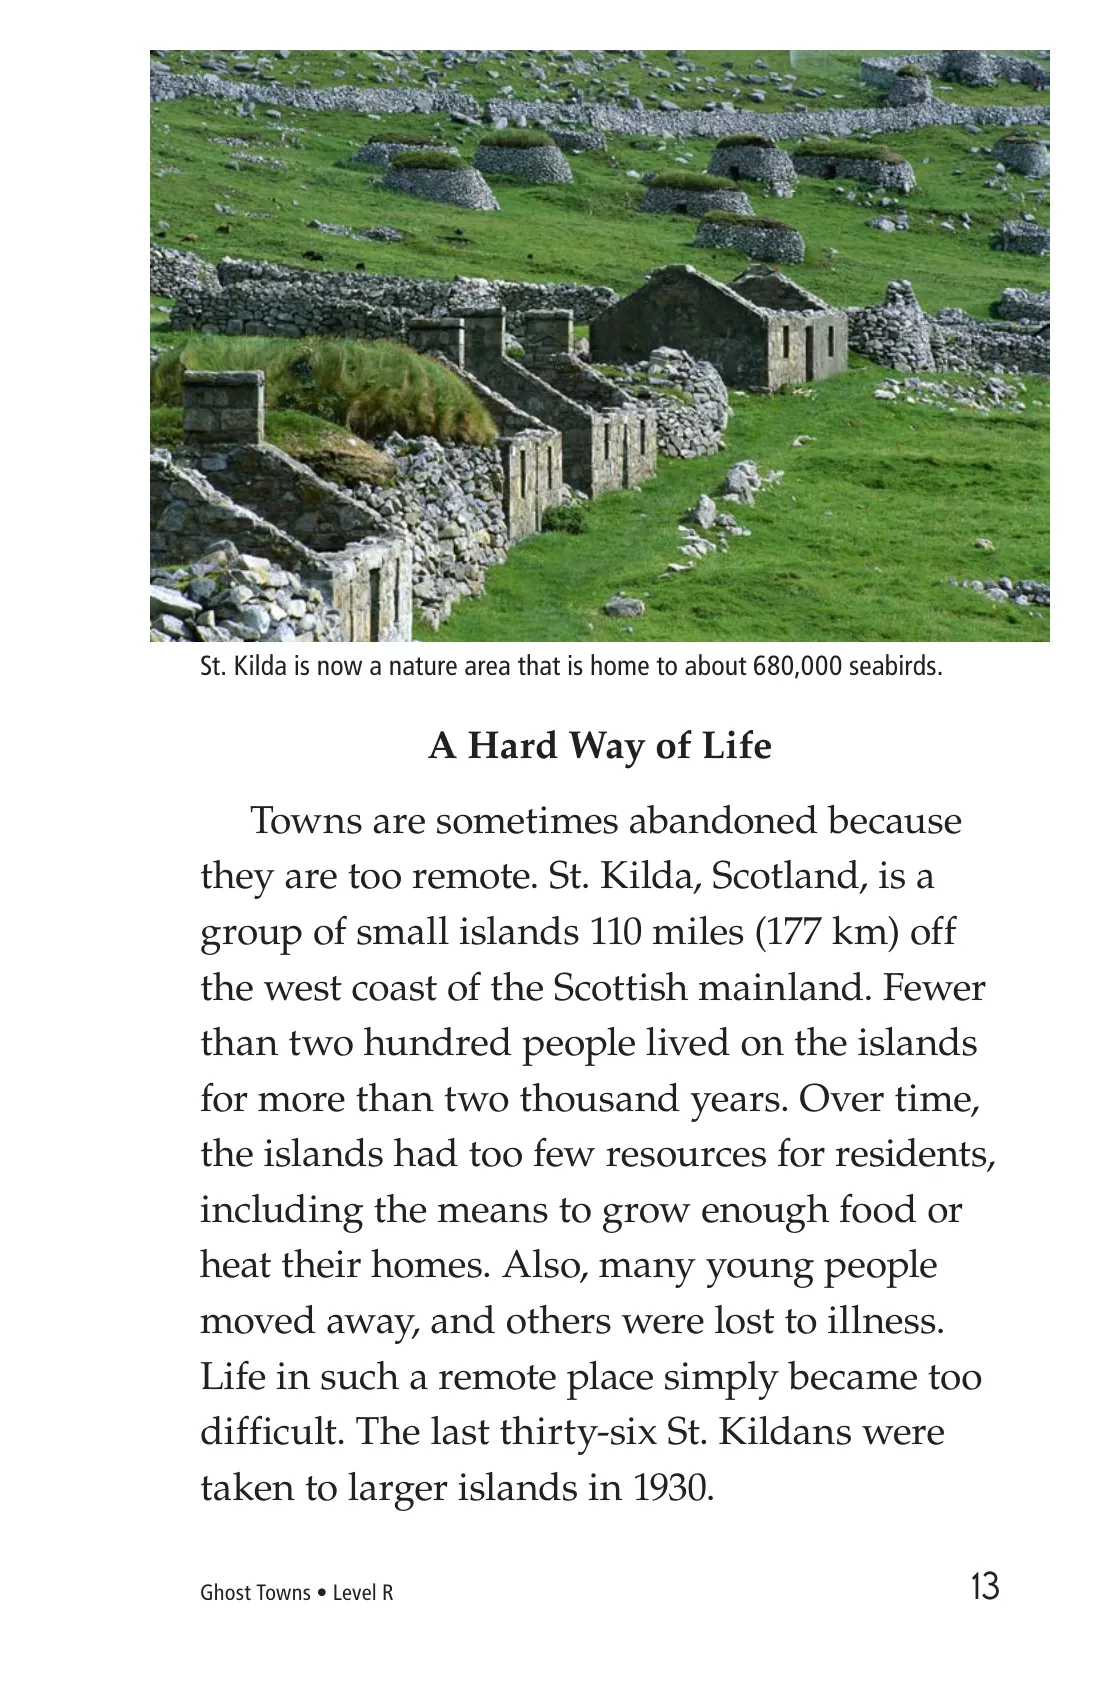 St. Kilda is now a nature area that is home to about 680,000 seabirds.
A Hard Way of Life
Towns are sometimes abandoned because
they are too remote. St. Kilda, Scotland, is a
group of small islands 110 miles (177 km) off
the west coast of the Scottish mainland. Fewer
than two hundred people lived on the islands
for more than two thousand years. Over time,
the islands had too few resources for residents,
including the means to grow enough food or
heat their homes. Also, many young people
moved away, and others were lost to illness.
Life in such a remote place simply became too
difficult. The last thirty-six St. Kildans were
taken to larger islands in 1930.
Ghost Towns • Level R
13